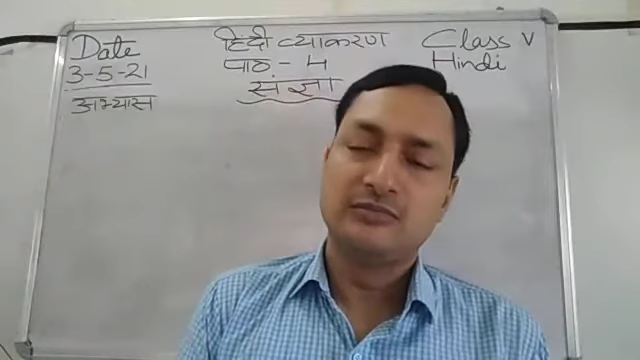 Date
3-5-21
अभ्यास
हिंदी व्याकरण
पाठ - 4
संज्ञा
Class V
Hindi